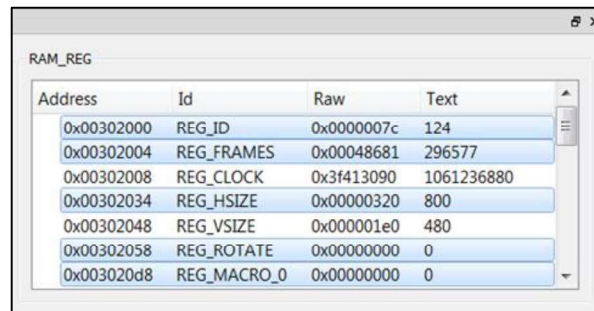 RAM_REG
Address Id Raw Text
0x00302000 REG_ID 0x0000007c 124
0x00302004 REG_FRAMES 0x00048681 296577
0x00302008 REG_CLOCK 0x3f413090 1061236880
0x00302034 REG_HSIZE 0x00000320 800
0x00302048 REG_VSIZE 0x000001e0 480
0x00302058 REG_ROTATE 0x00000000 0
0x003020d8 REG_MACRO_0 0x00000000 0